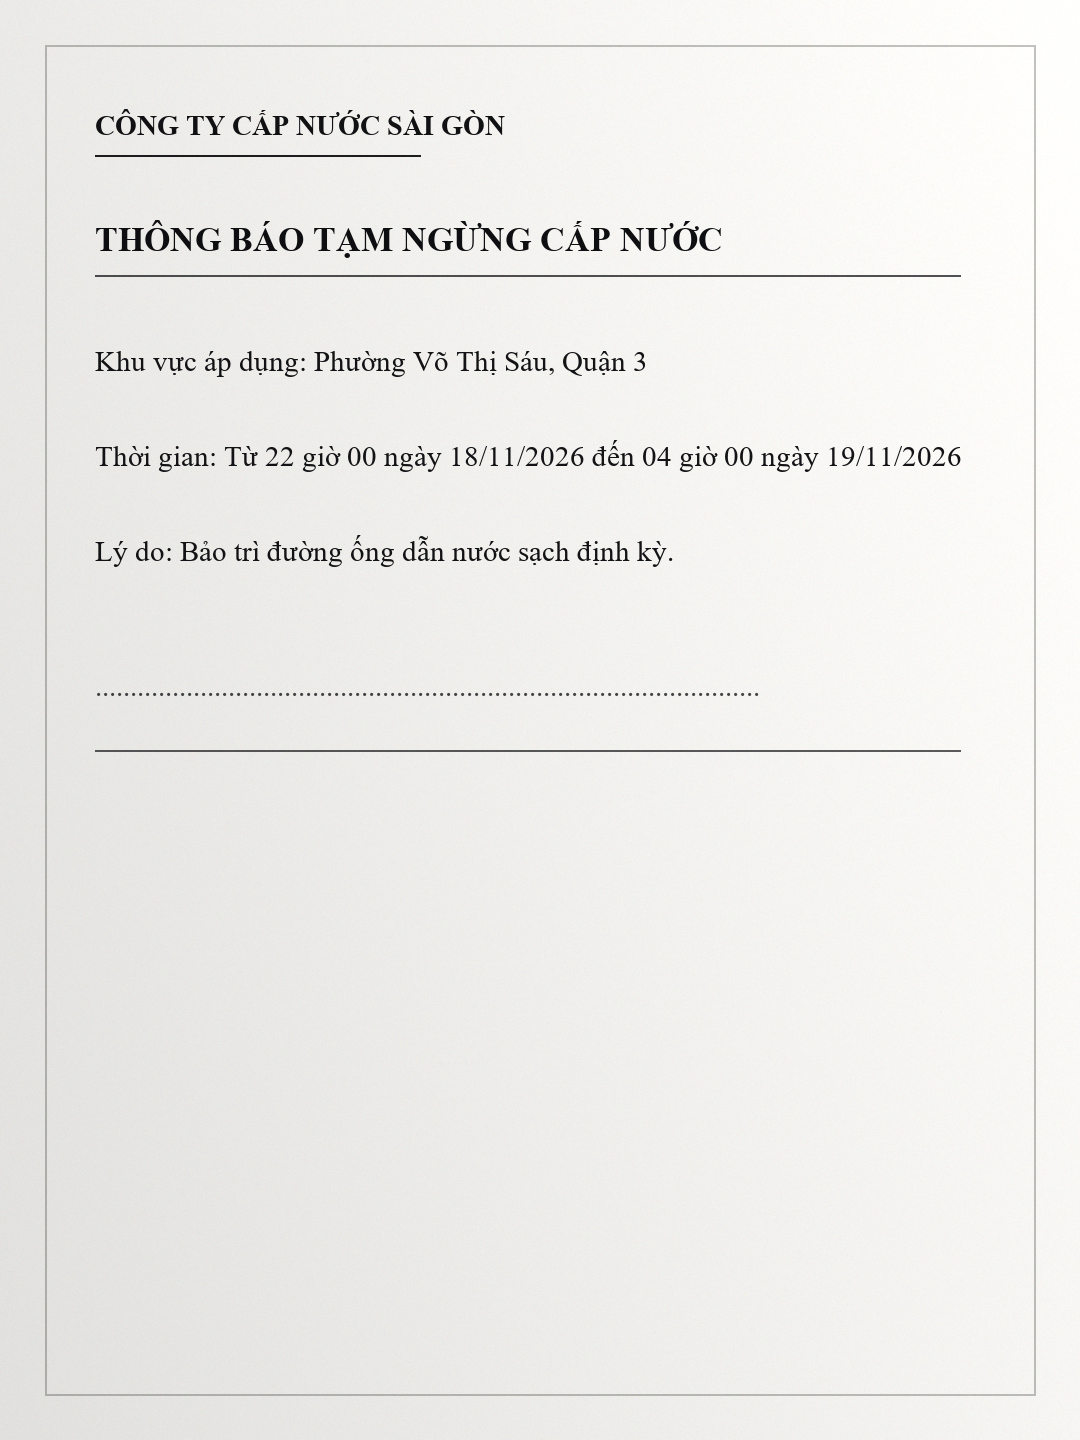 CÔNG TY CẤP NƯỚC SÀI GÒN
THÔNG BÁO TẠM NGỪNG CẤP NƯỚC
Khu vực áp dụng: Phường Võ Thị Sáu, Quận 3
Thời gian: Từ 22 giờ 00 ngày 18/11/2026 đến 04 giờ 00 ngày 19/11/2026
Lý do: Bảo trì đường ống dẫn nước sạch định kỳ.
...............................................................................................